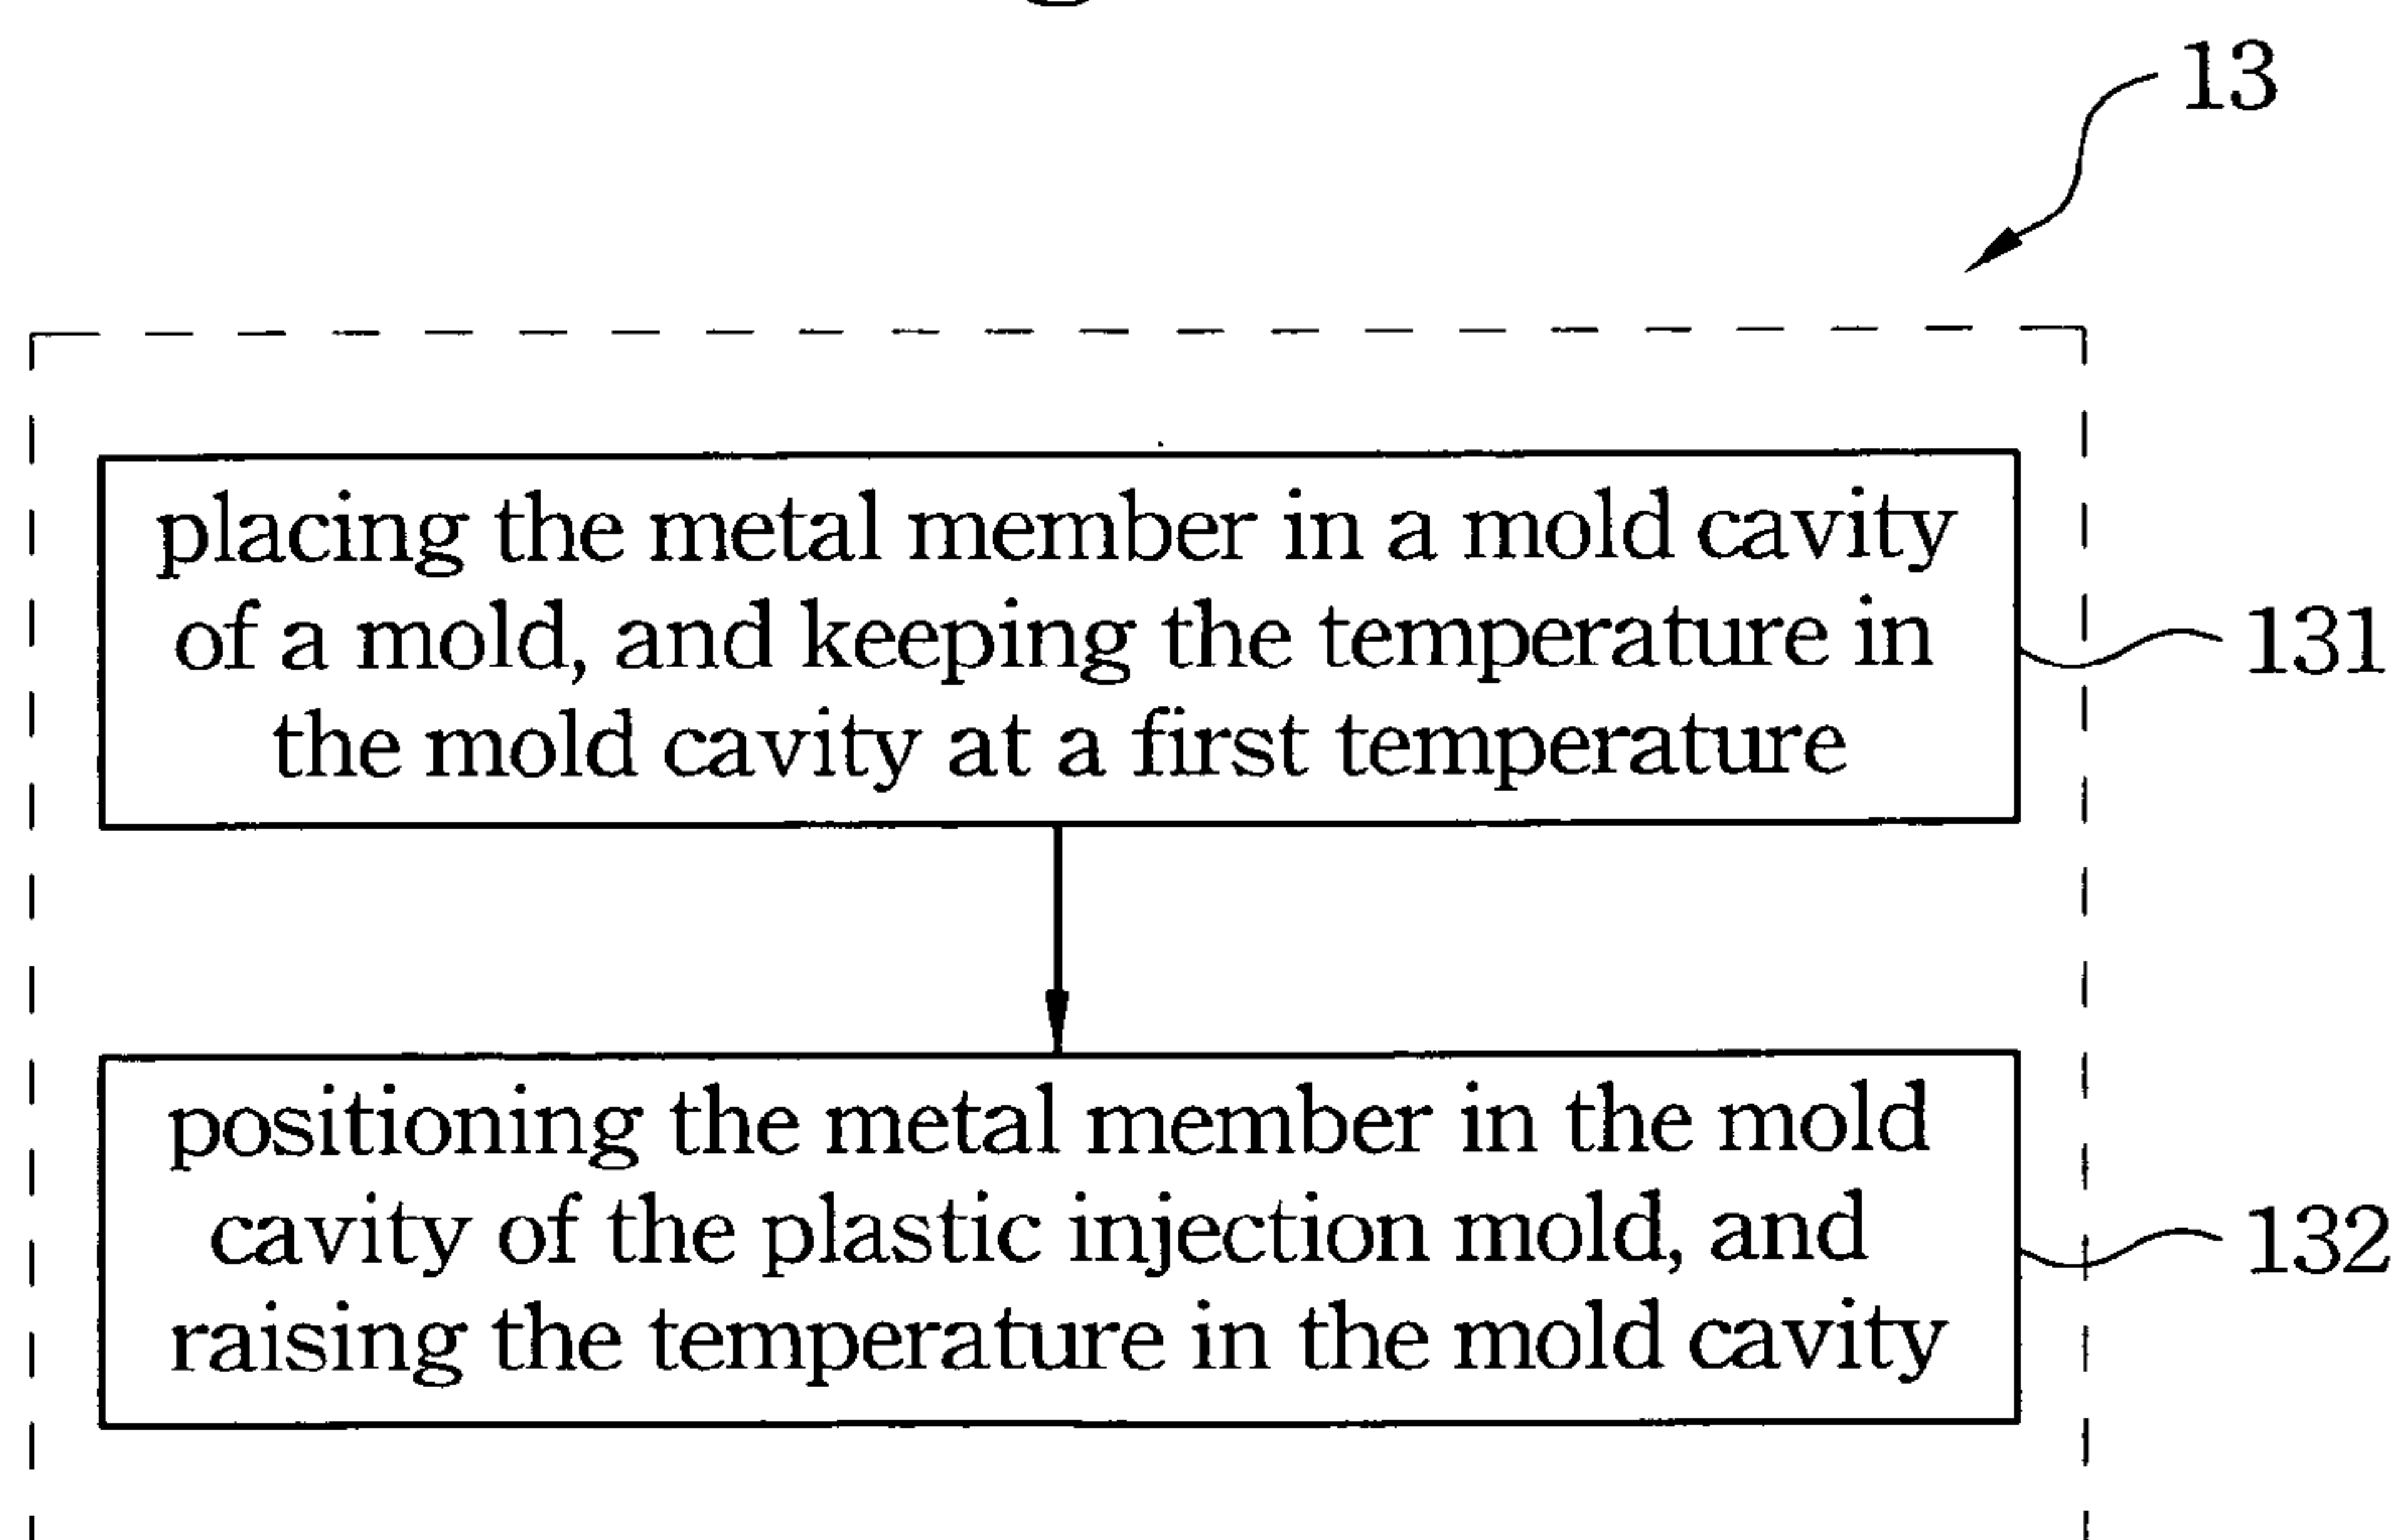 13
placing the metal member in a mold cavity
of a mold, and keeping the temperature in
the mold cavity at a first temperature
131
positioning the metal member in the mold
cavity of the plastic injection mold, and
raising the temperature in the mold cavity
132